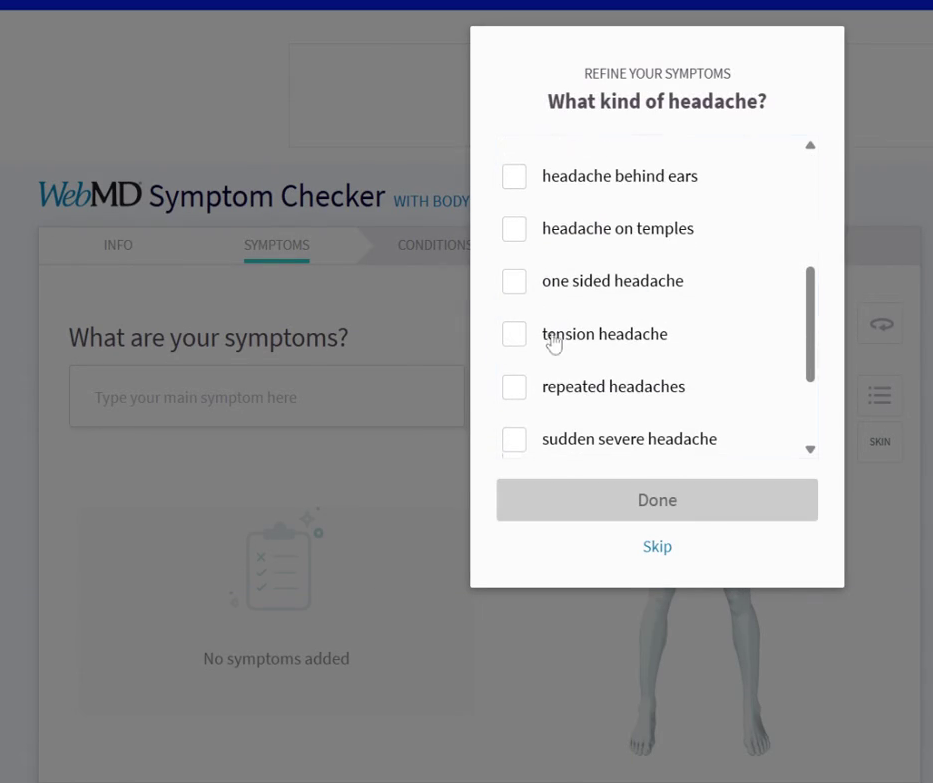 REFINE YOUR SYMPTOMS
What kind of headache?
headache behind ears
headache on temples
one sided headache
tension headache
repeated headaches
sudden severe headache
Done
Skip
WebMD Symptom Checker WITH BODY
INFO SYMPTOMS CONDITIONS
What are your symptoms?
Type your main symptom here
SKIN
No symptoms added